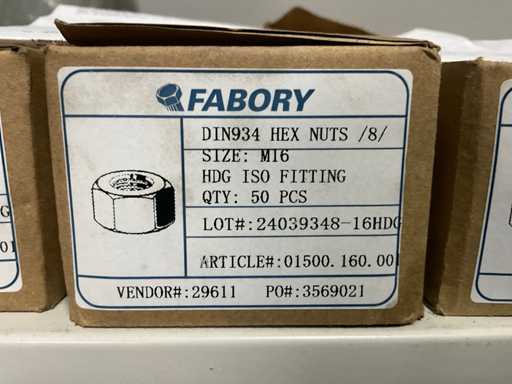 FABORY
DIN934 HEX NUTS /8/
SIZE: M16
HDG ISO FITTING
QTY: 50 PCS
LOT#:24039348-16HDG
ARTICLE#:01500.160.001
VENDOR#:29611 PO#:3569021